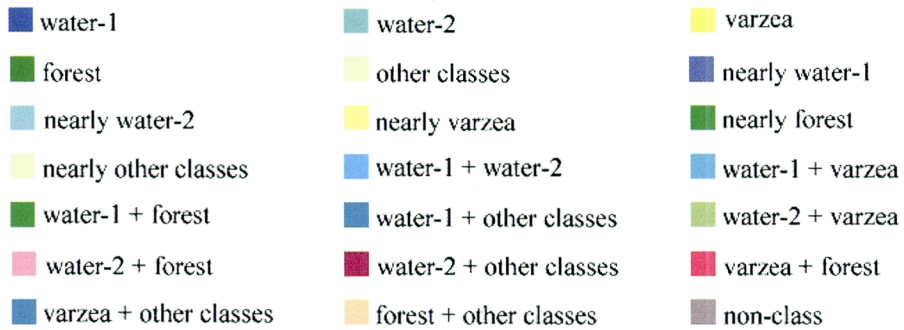 water-1
water-2
varzea
forest
other classes
nearly water-1
nearly water-2
nearly varzea
nearly forest
nearly other classes
water-1 + water-2
water-1 + varzea
water-1 + forest
water-1 + other classes
water-2 + varzea
water-2 + forest
water-2 + other classes
varzea + forest
varzea + other classes
forest + other classes
non-class